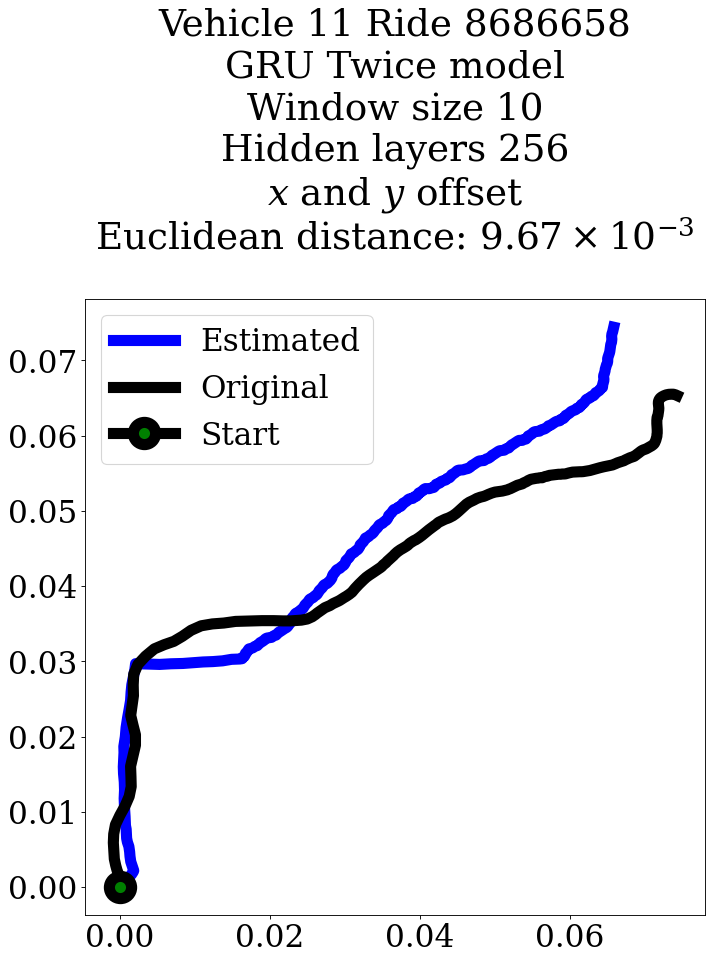 Vehicle 11 Ride 8686658
GRU Twice model
Window size 10
Hidden layers 256
x and y offset
Euclidean distance: 9.67 × 10⁻³
Estimated
Original
Start
0.07
0.06
0.05
0.04
0.03
0.02
0.01
0.00
0.00 0.02 0.04 0.06